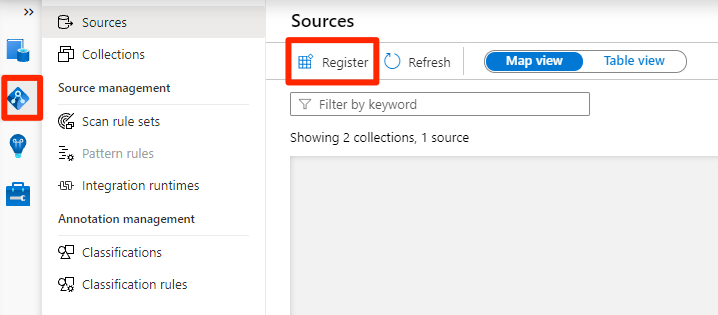 Sources
Collections
Source management
Scan rule sets
Pattern rules
Integration runtimes
Annotation management
Classifications
Classification rules
Sources
Register Refresh Map view Table view
Filter by keyword
Showing 2 collections, 1 source